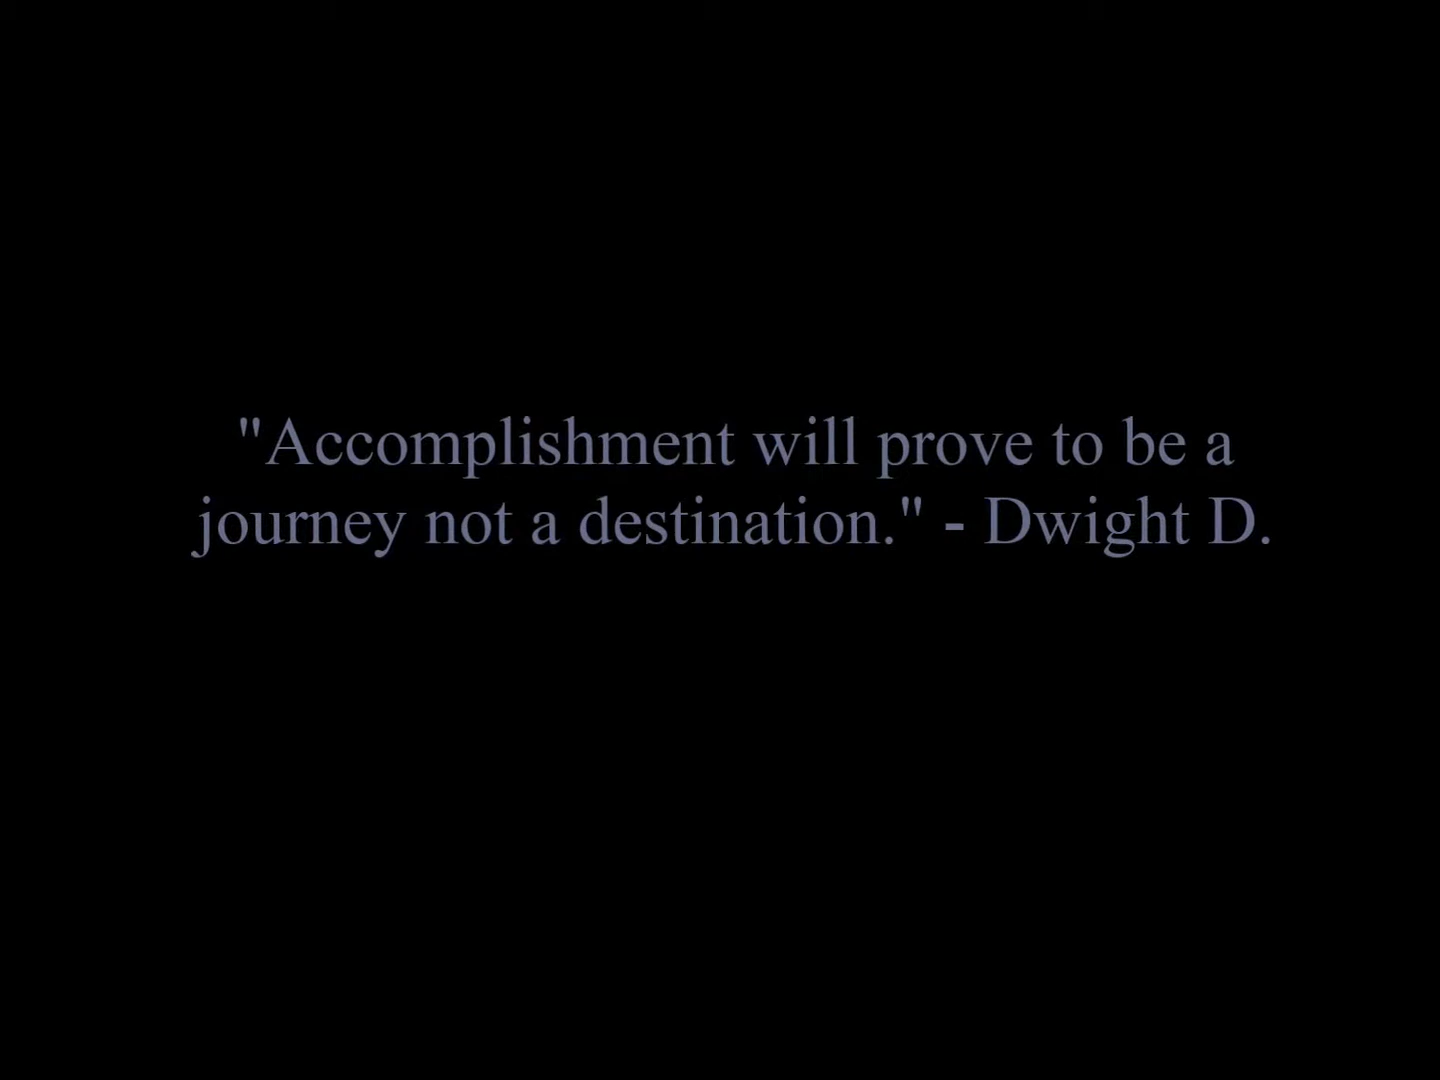 "Accomplishment will prove to be a
journey not a destination." - Dwight D.